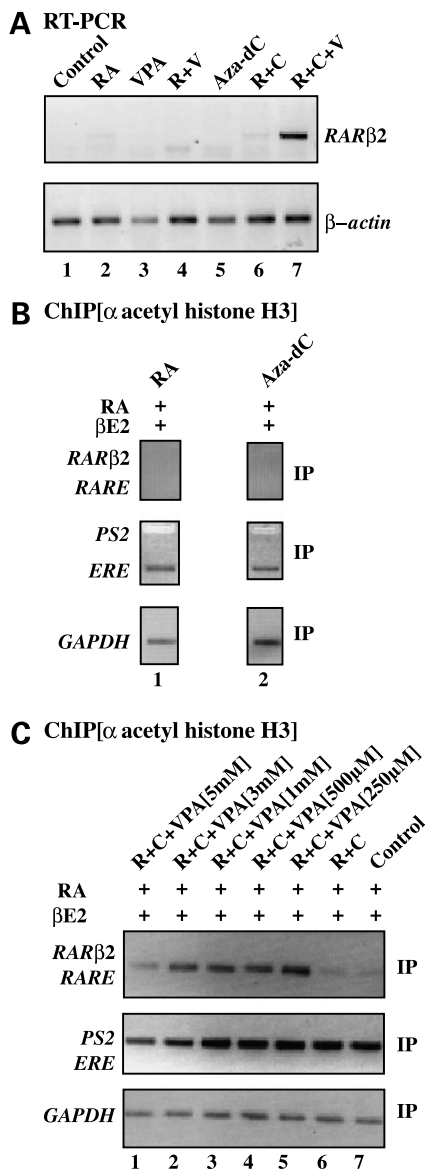 A RT-PCR
Control RA VPA R+V Aza-dC R+C R+C+V
RARβ2
β–actin
1 2 3 4 5 6 7
B ChIP[α acetyl histone H3]
RA Aza-dC
RA + +
βE2 + +
RARβ2
RARE
IP
PS2
ERE
IP
GAPDH IP
1 2
C ChIP[α acetyl histone H3]
R+C+VPA[5mM] R+C+VPA[3mM] R+C+VPA[1mM] R+C+VPA[500µM] R+C+VPA[250µM] R+C Control
RA + + + + + + +
βE2 + + + + + + +
RARβ2
RARE
IP
PS2
ERE
IP
GAPDH IP
1 2 3 4 5 6 7